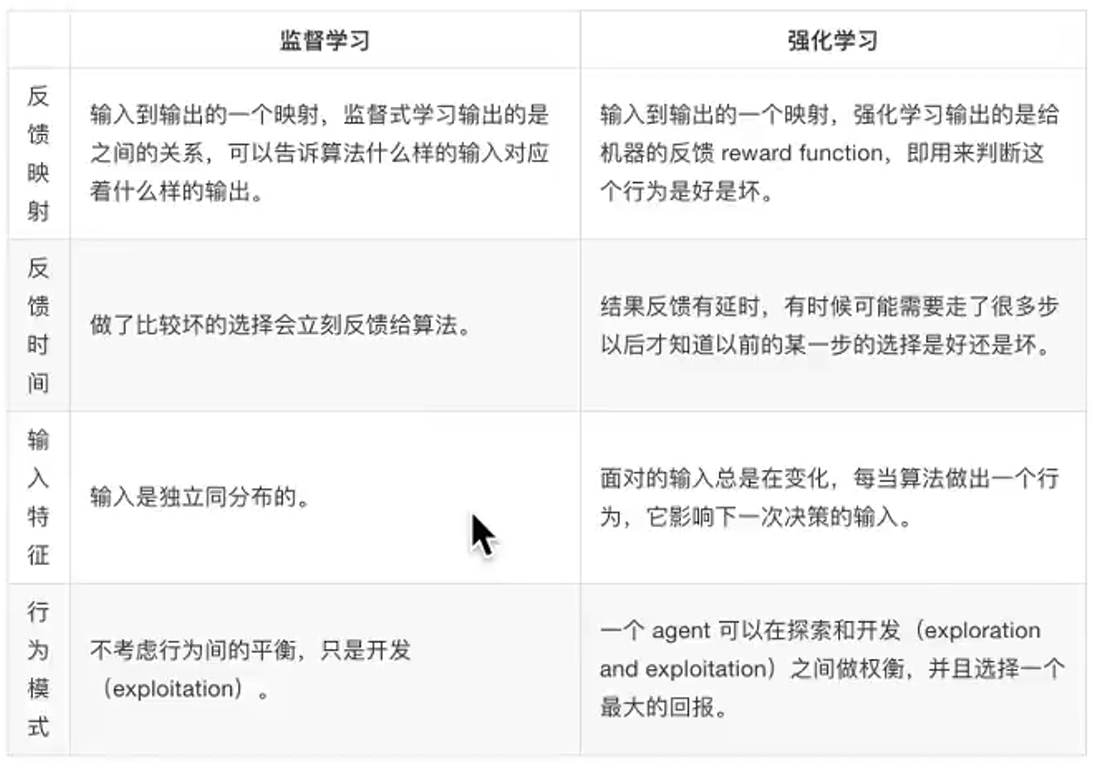 监督学习
强化学习
反馈映射
输入到输出的一个映射，监督式学习输出的是
之间的关系，可以告诉算法什么样的输入对应
着什么样的输出。
输入到输出的一个映射，强化学习输出的是给
机器的反馈 reward function，即用来判断这
个行为是好是坏。
反馈时间
做了比较坏的选择会立刻反馈给算法。
结果反馈有延时，有时候可能需要走了很多步
以后才知道以前的某一步的选择是好还是坏。
输入特征
输入是独立同分布的。
面对的输入总是在变化，每当算法做出一个行
为，它影响下一次决策的输入。
行为模式
不考虑行为间的平衡，只是开发
（exploitation）。
一个 agent 可以在探索和开发（exploration
and exploitation）之间做权衡，并且选择一个
最大的回报。